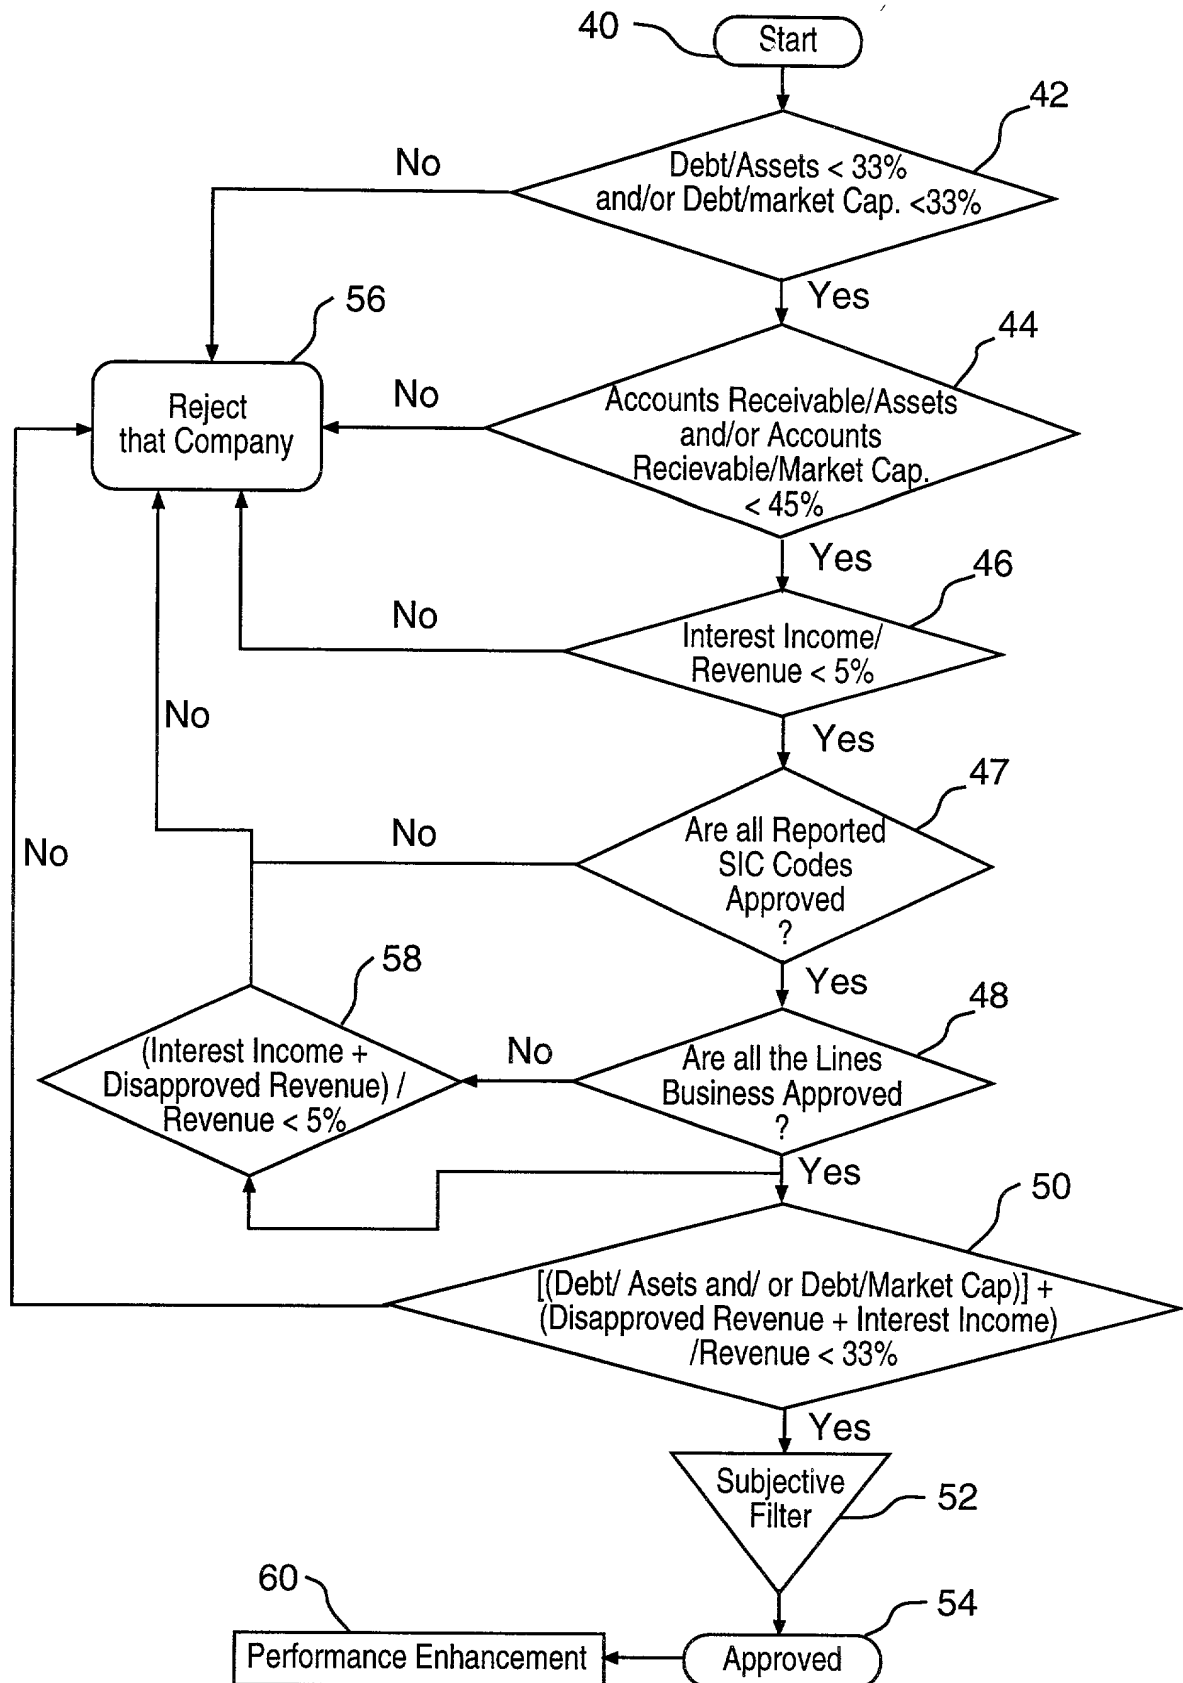 40
Start
42
No
Debt/Assets < 33%
and/or Debt/market Cap. <33%
Yes
56
44
Reject
that Company
No
Accounts Receivable/Assets
and/or Accounts
Recievable/Market Cap.
< 45%
Yes
46
No
Interest Income/
Revenue < 5%
No
Yes
47
No
No
Are all Reported
SIC Codes
Approved
?
58
Yes
48
(Interest Income +
Disapproved Revenue) /
Revenue < 5%
No
Are all the Lines
Business Approved
?
Yes
50
[(Debt/ Asets and/ or Debt/Market Cap)] +
(Disapproved Revenue + Interest Income)
/Revenue < 33%
Yes
Subjective
Filter
52
60
54
Performance Enhancement
Approved